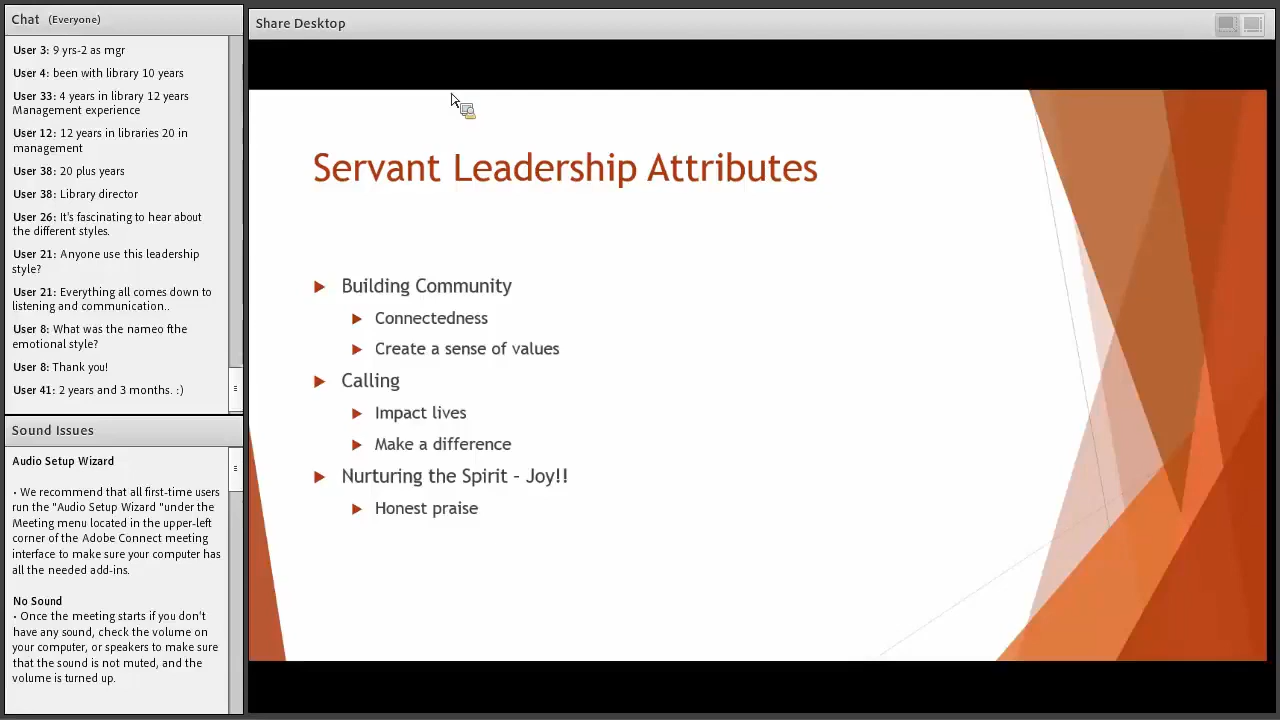 Chat (Everyone)
User 3: 9 yrs-2 as mgr
User 4: been with library 10 years
User 33: 4 years in library 12 years
Management experience
User 12: 12 years in libraries 20 in
management
User 38: 20 plus years
User 38: Library director
User 26: It's fascinating to hear about
the different styles.
User 21: Anyone use this leadership
style?
User 21: Everything all comes down to
listening and communication..
User 8: What was the nameo fthe
emotional style?
User 8: Thank you!
User 41: 2 years and 3 months. :)
Sound Issues
Audio Setup Wizard
• We recommend that all first-time users
run the "Audio Setup Wizard "under the
Meeting menu located in the upper-left
corner of the Adobe Connect meeting
interface to make sure your computer has
all the needed add-ins.
No Sound
• Once the meeting starts if you don't
have any sound, check the volume on
your computer, or speakers to make sure
that the sound is not muted, and the
volume is turned up.
Share Desktop
Servant Leadership Attributes
Building Community
Connectedness
Create a sense of values
Calling
Impact lives
Make a difference
Nurturing the Spirit – Joy!!
Honest praise